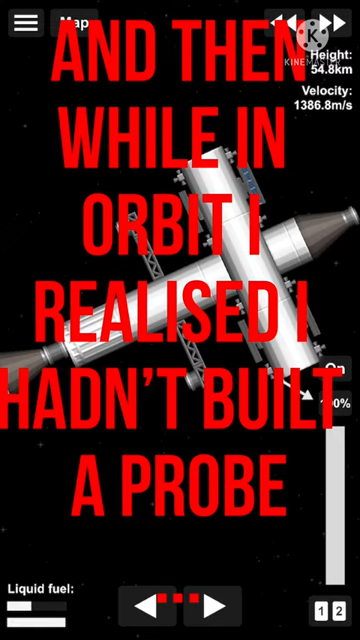 Map
Height:
54.8km
Velocity:
1386.8m/s
AND THEN
WHILE IN
ORBIT I
REALISED I
HADN'T BUILT
A PROBE
On
Liquid fuel:
1 2